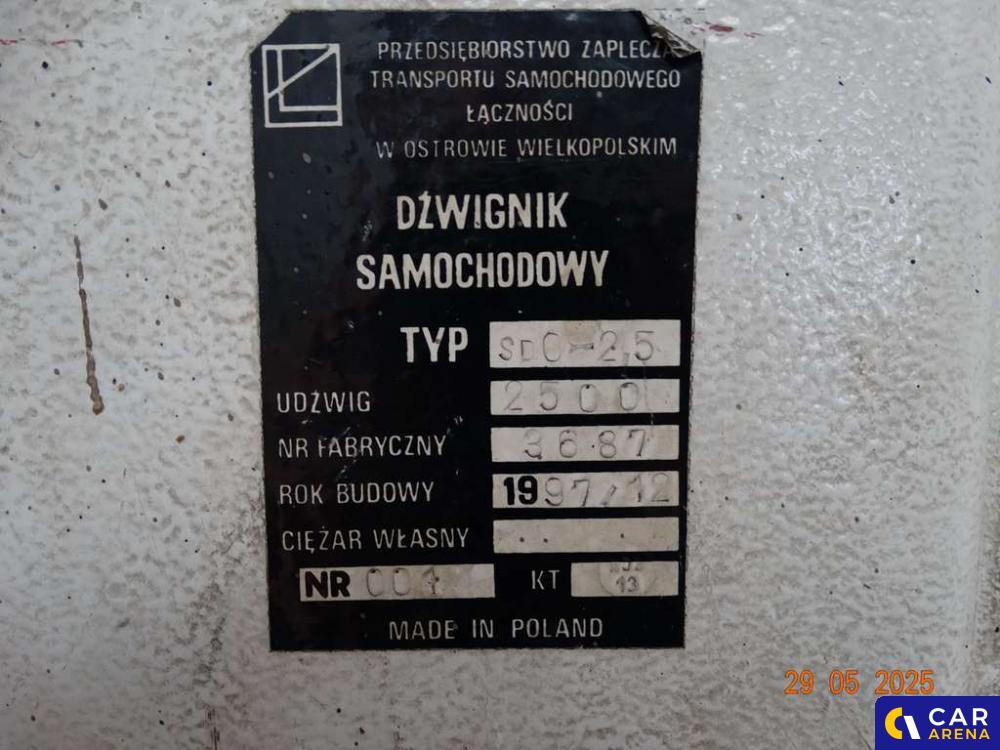 PRZEDSIĘBIORSTWO ZAPLECZA
TRANSPORTU SAMOCHODOWEGO
ŁĄCZNOŚCI
W OSTROWIE WIELKOPOLSKIM
DŹWIGNIK
SAMOCHODOWY
TYP SDO-2,5
UDŹWIG 2500
NR FABRYCZNY 3687
ROK BUDOWY 1997/12
CIĘŻAR WŁASNY
NR 001 KT 13
MADE IN POLAND
29 05 2025
CAR
ARENA